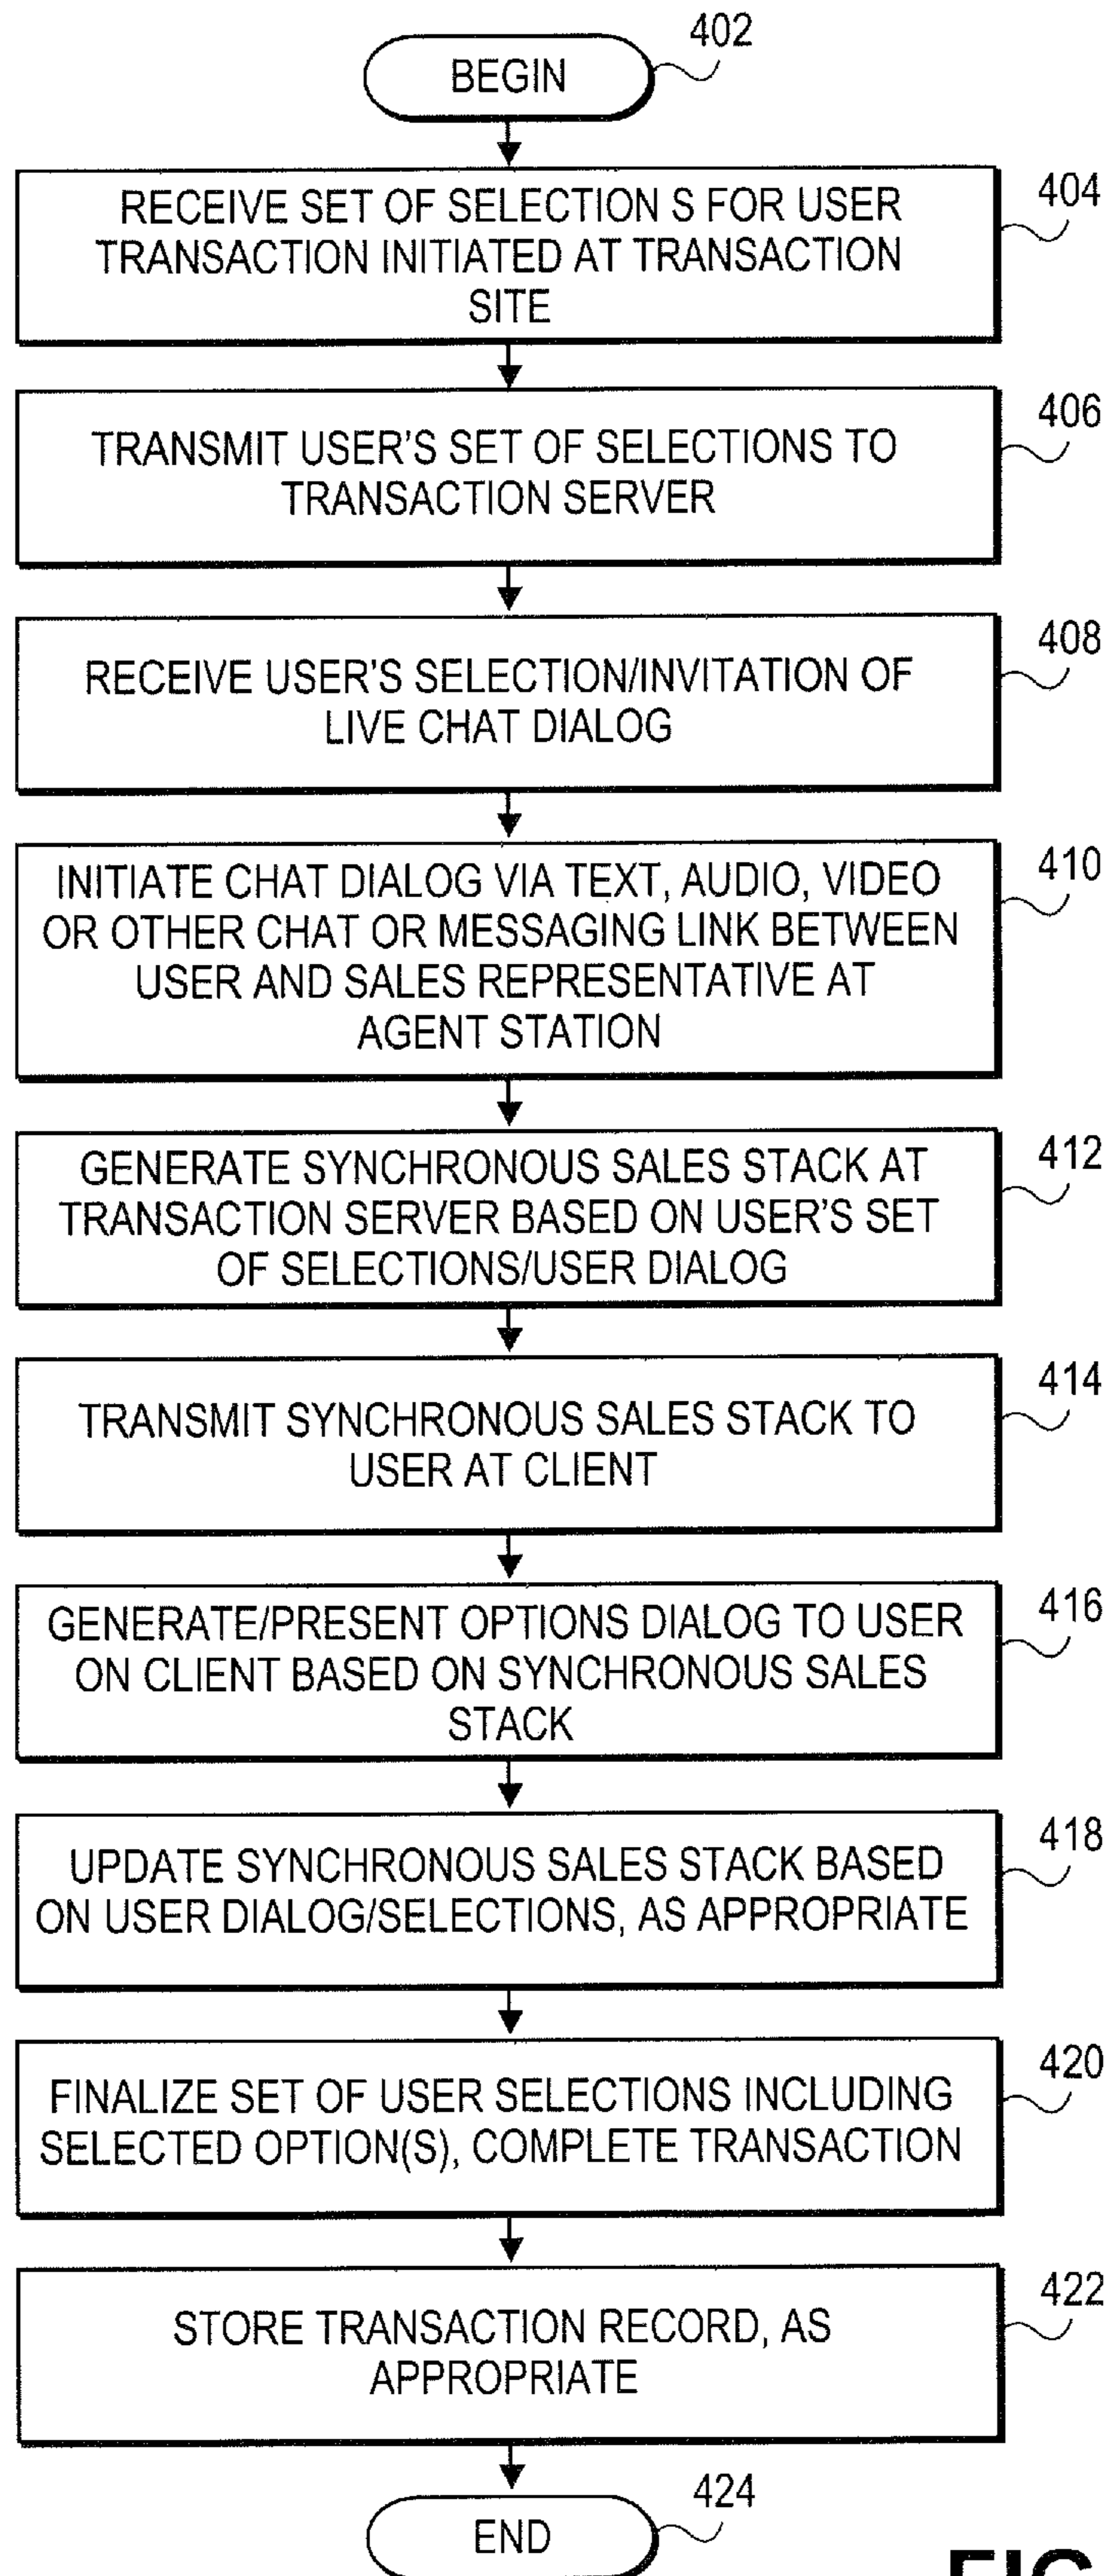 402
BEGIN
404
RECEIVE SET OF SELECTION S FOR USER
TRANSACTION INITIATED AT TRANSACTION
SITE
406
TRANSMIT USER'S SET OF SELECTIONS TO
TRANSACTION SERVER
408
RECEIVE USER'S SELECTION/INVITATION OF
LIVE CHAT DIALOG
410
INITIATE CHAT DIALOG VIA TEXT, AUDIO, VIDEO
OR OTHER CHAT OR MESSAGING LINK BETWEEN
USER AND SALES REPRESENTATIVE AT
AGENT STATION
412
GENERATE SYNCHRONOUS SALES STACK AT
TRANSACTION SERVER BASED ON USER'S SET
OF SELECTIONS/USER DIALOG
414
TRANSMIT SYNCHRONOUS SALES STACK TO
USER AT CLIENT
416
GENERATE/PRESENT OPTIONS DIALOG TO USER
ON CLIENT BASED ON SYNCHRONOUS SALES
STACK
418
UPDATE SYNCHRONOUS SALES STACK BASED
ON USER DIALOG/SELECTIONS, AS APPROPRIATE
420
FINALIZE SET OF USER SELECTIONS INCLUDING
SELECTED OPTION(S), COMPLETE TRANSACTION
422
STORE TRANSACTION RECORD, AS
APPROPRIATE
424
END
FIG